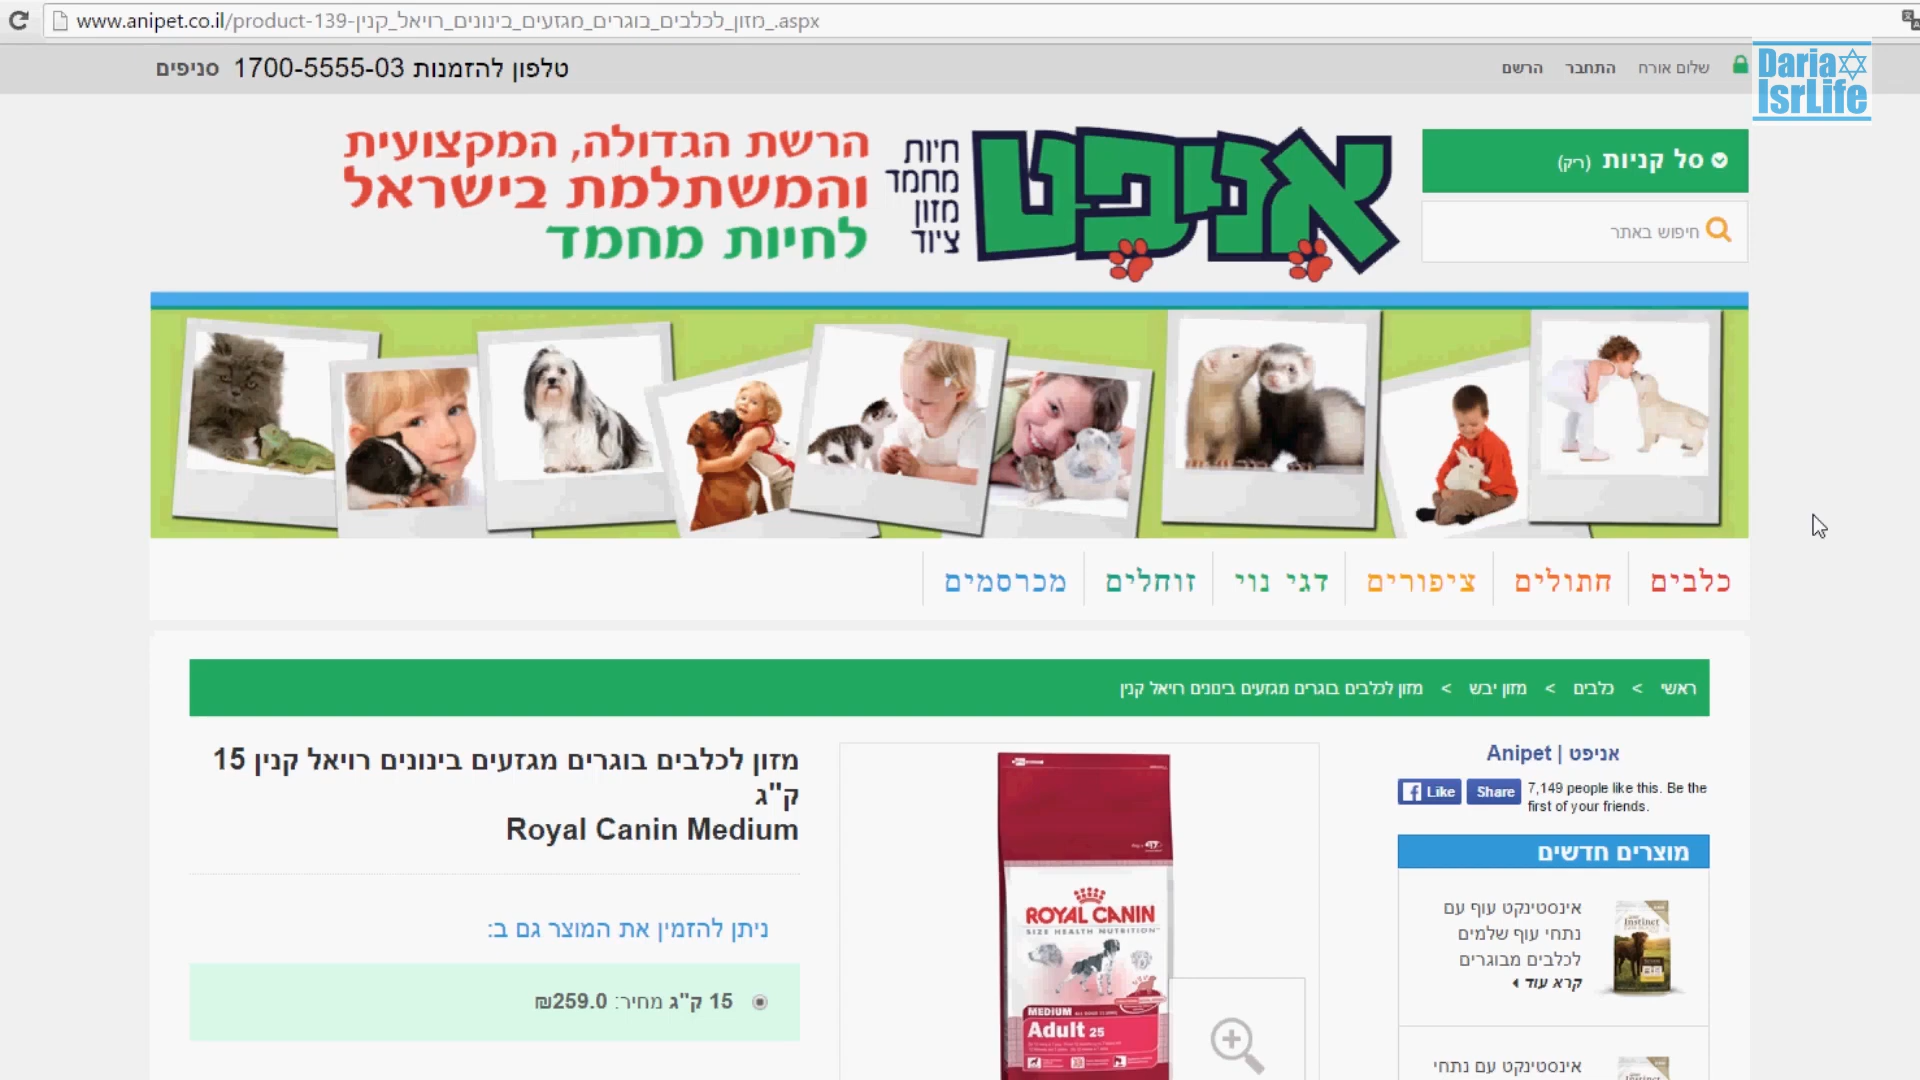 www.anipet.co.il/product-139-מזון_לכלבים_בוגרים_מגזעים_בינונים_רויאל_קנין_.aspx
שלום אורח התחבר הרשם
טלפון להזמנות 1700-5555-03 סניפים
Daria
IsrLife
סל קניות (ריק)
חיפוש באתר
אניפט
חיות
מחמד
מזון
ציוד
הרשת הגדולה, המקצועית
והמשתלמת בישראל
לחיות מחמד
כלבים חתולים ציפורים דגי נוי זוחלים מכרסמים
ראשי > כלבים > מזון יבש > מזון לכלבים בוגרים מגזעים בינונים רויאל קנין
אניפט | Anipet
Like Share 7,149 people like this. Be the
first of your friends.
מוצרים חדשים
אינסטינקט עוף עם
נתחי עוף שלמים
לכלבים מבוגרים
קרא עוד
Instinct
אינסטינקט עם נתחי
ROYAL CANIN
SIZE HEALTH NUTRITION
MEDIUM
Adult 25
מזון לכלבים בוגרים מגזעים בינונים רויאל קנין 15
ק"ג
Royal Canin Medium
ניתן להזמין את המוצר גם ב:
15 ק"ג מחיר: 259.0₪